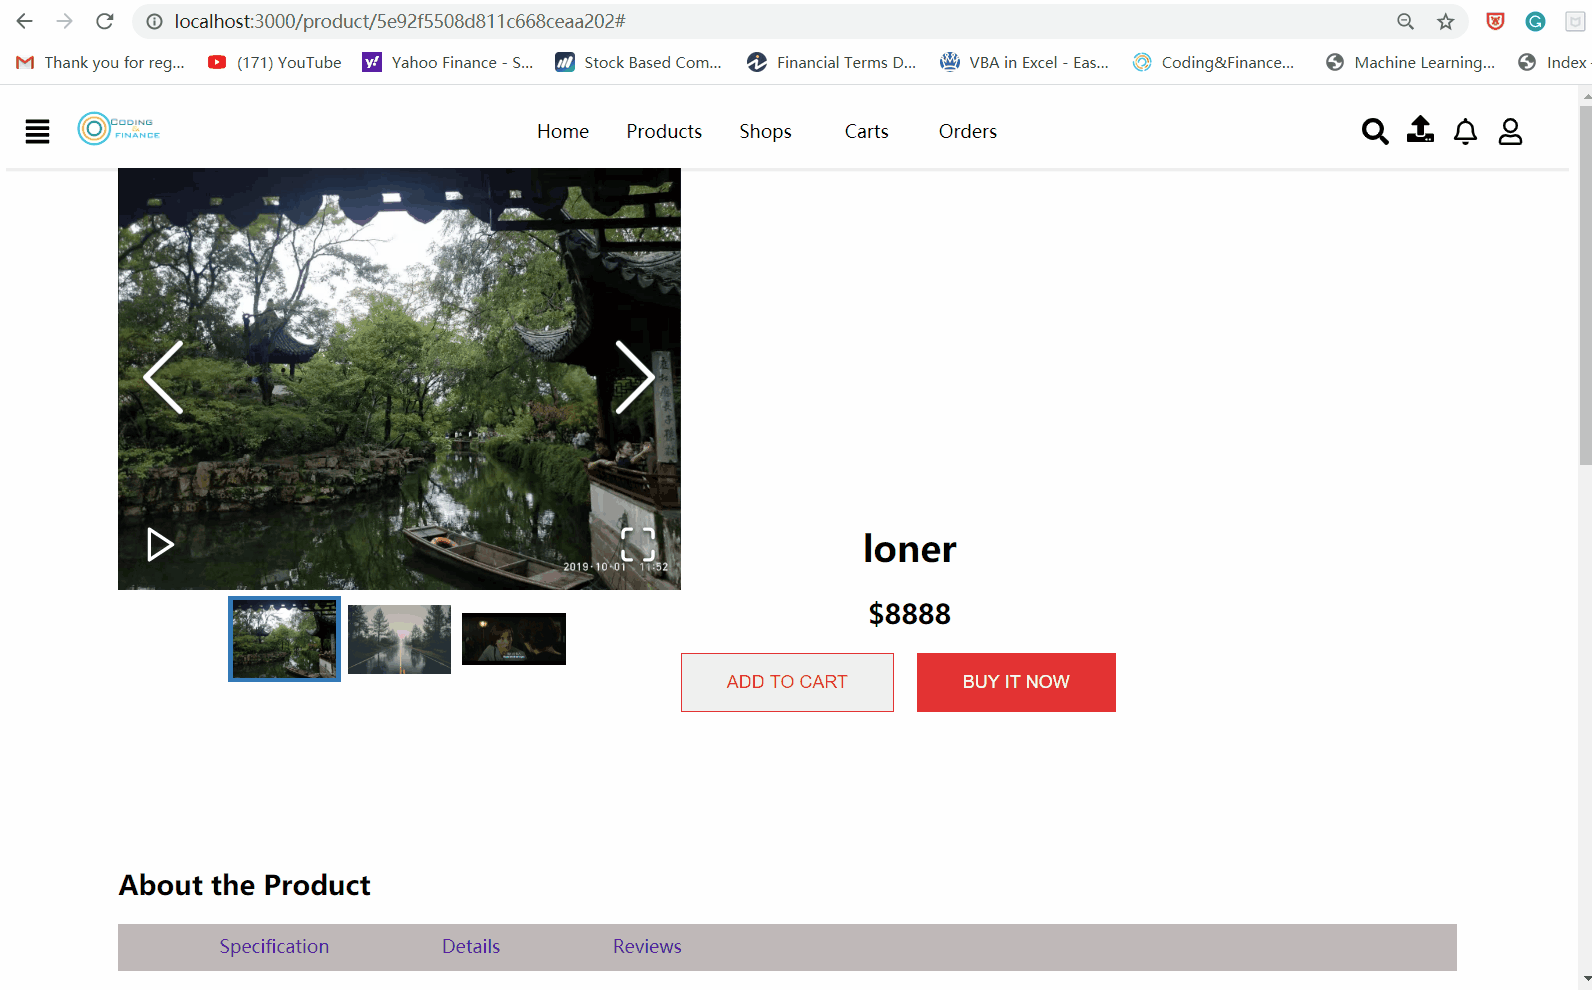 localhost:3000/product/5e92f5508d811c668ceaa202#
Thank you for reg...
(171) YouTube
Yahoo Finance - S...
Stock Based Com...
Financial Terms D...
VBA in Excel - Eas...
Coding&Finance...
Machine Learning...
Index
CODING
FINANCE
Home
Products
Shops
Carts
Orders
2019·10·01 11:52
loner
$8888
ADD TO CART
BUY IT NOW
About the Product
Specification
Details
Reviews